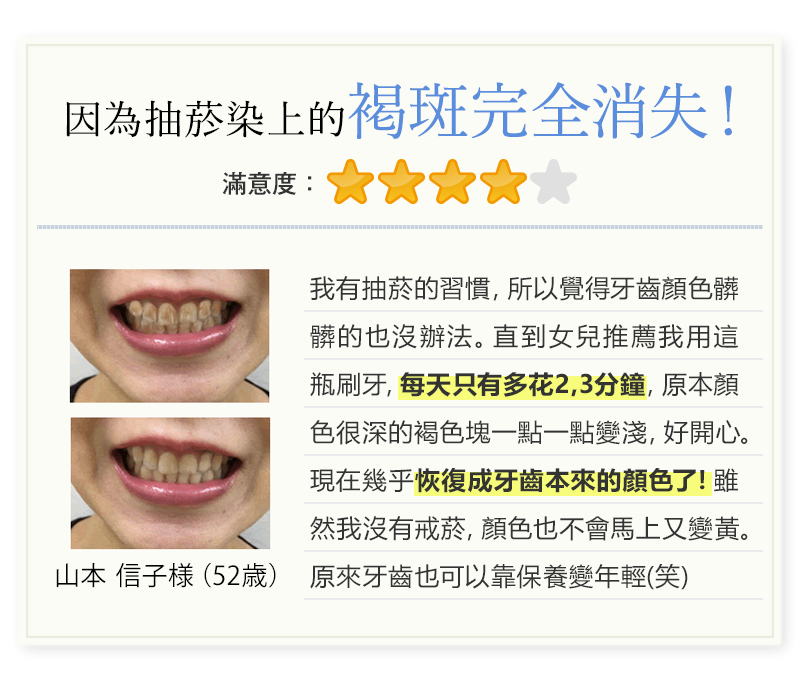 因為抽菸染上的褐斑完全消失！
滿意度：
我有抽菸的習慣, 所以覺得牙齒顏色髒
髒的也沒辦法。直到女兒推薦我用這
瓶刷牙, 每天只有多花2,3分鐘, 原本顏
色很深的褐色塊一點一點變淺, 好開心。
現在幾乎恢復成牙齒本來的顏色了! 雖
然我沒有戒菸, 顏色也不會馬上又變黃。
原來牙齒也可以靠保養變年輕(笑)
山本 信子様（52歳）